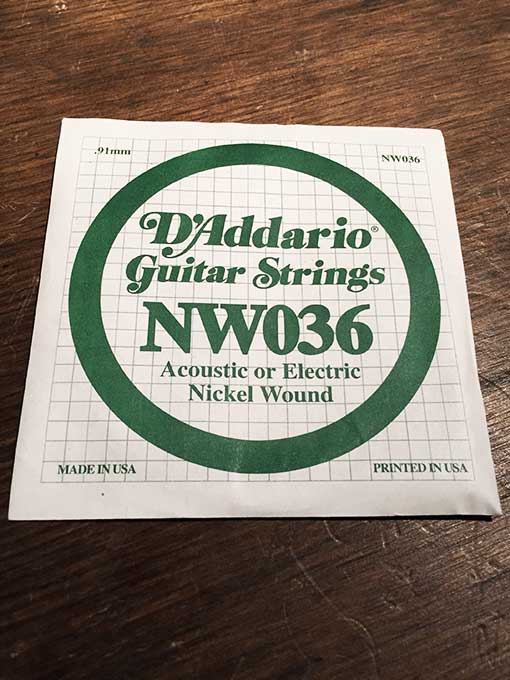 .91mm
NW036
D'Addario®
Guitar Strings
NW036
Acoustic or Electric
Nickel Wound
MADE IN USA
PRINTED IN USA